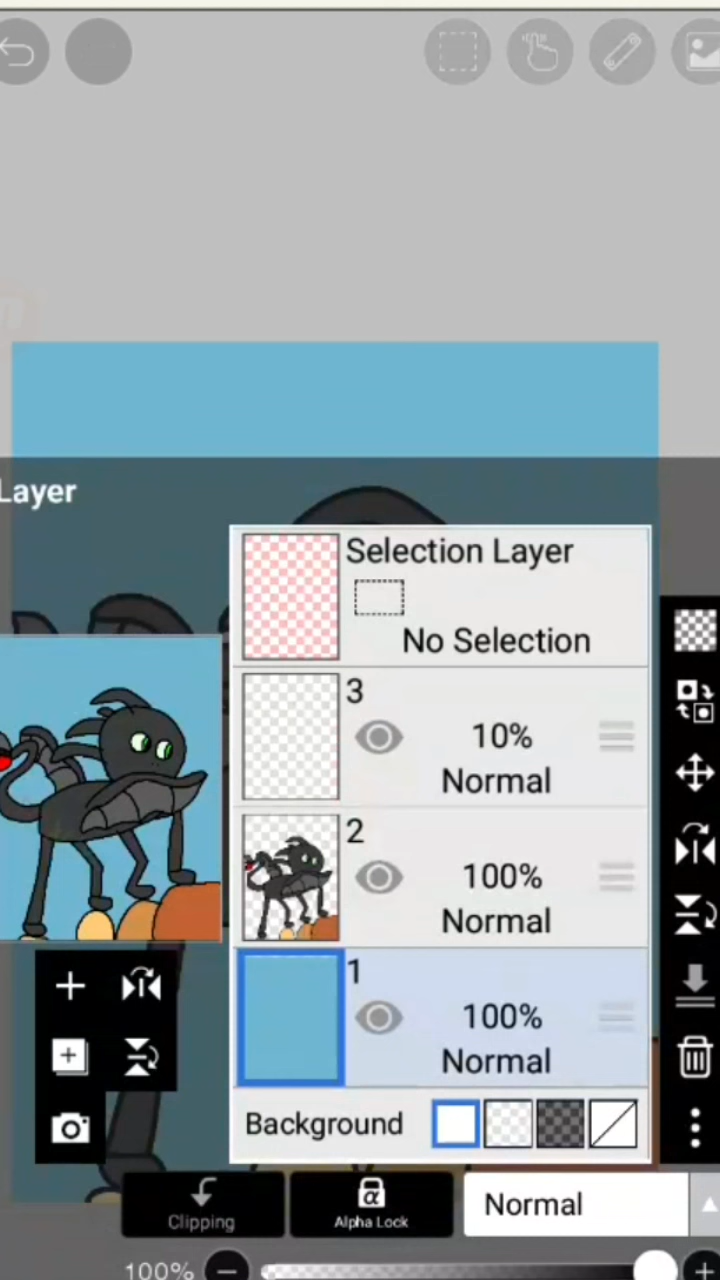 Layer
Selection Layer
No Selection
3
10%
Normal
2
100%
Normal
1
100%
Normal
Background
Clipping
α
Alpha Lock
Normal
100%